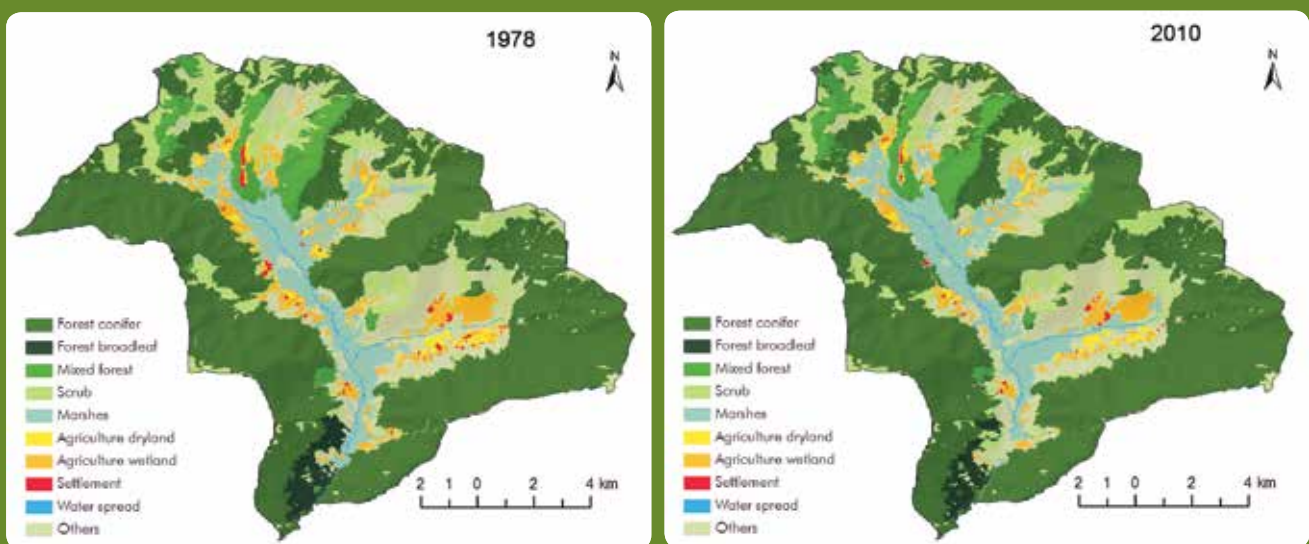 1978
N
Forest conifer
Forest broadleaf
Mixed forest
Scrub
Marshes
Agriculture dryland
Agriculture wetland
Settlement
Water spread
Others
2 1 0 2 4 km
2010
N
Forest conifer
Forest broadleaf
Mixed forest
Scrub
Marshes
Agriculture dryland
Agriculture wetland
Settlement
Water spread
Others
2 1 0 2 4 km